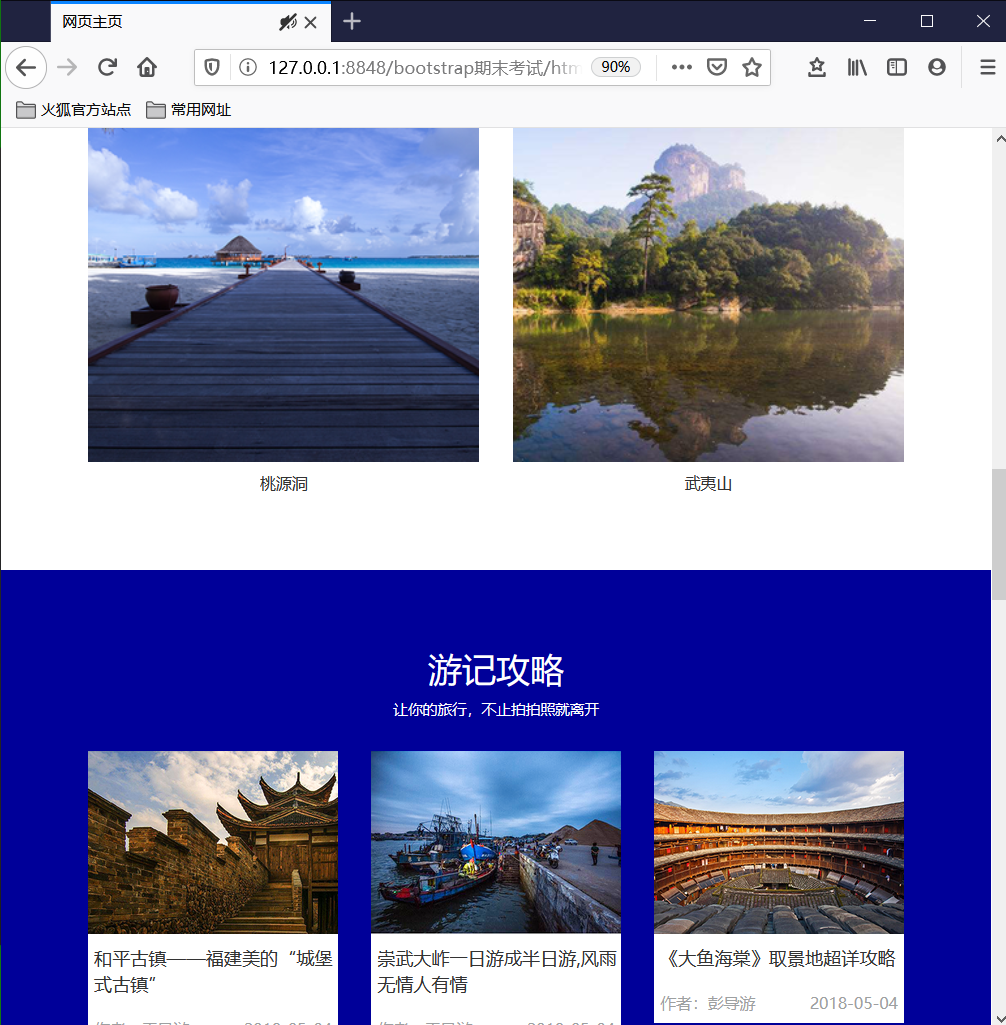 网页主页
127.0.0.1:8848/bootstrap期末考试/htm
90%
火狐官方站点
常用网址
桃源洞
武夷山
游记攻略
让你的旅行，不止拍拍照就离开
和平古镇——福建美的“城堡
式古镇”
崇武大岞一日游成半日游,风雨
无情人有情
《大鱼海棠》取景地超详攻略
作者：彭导游
2018-05-04